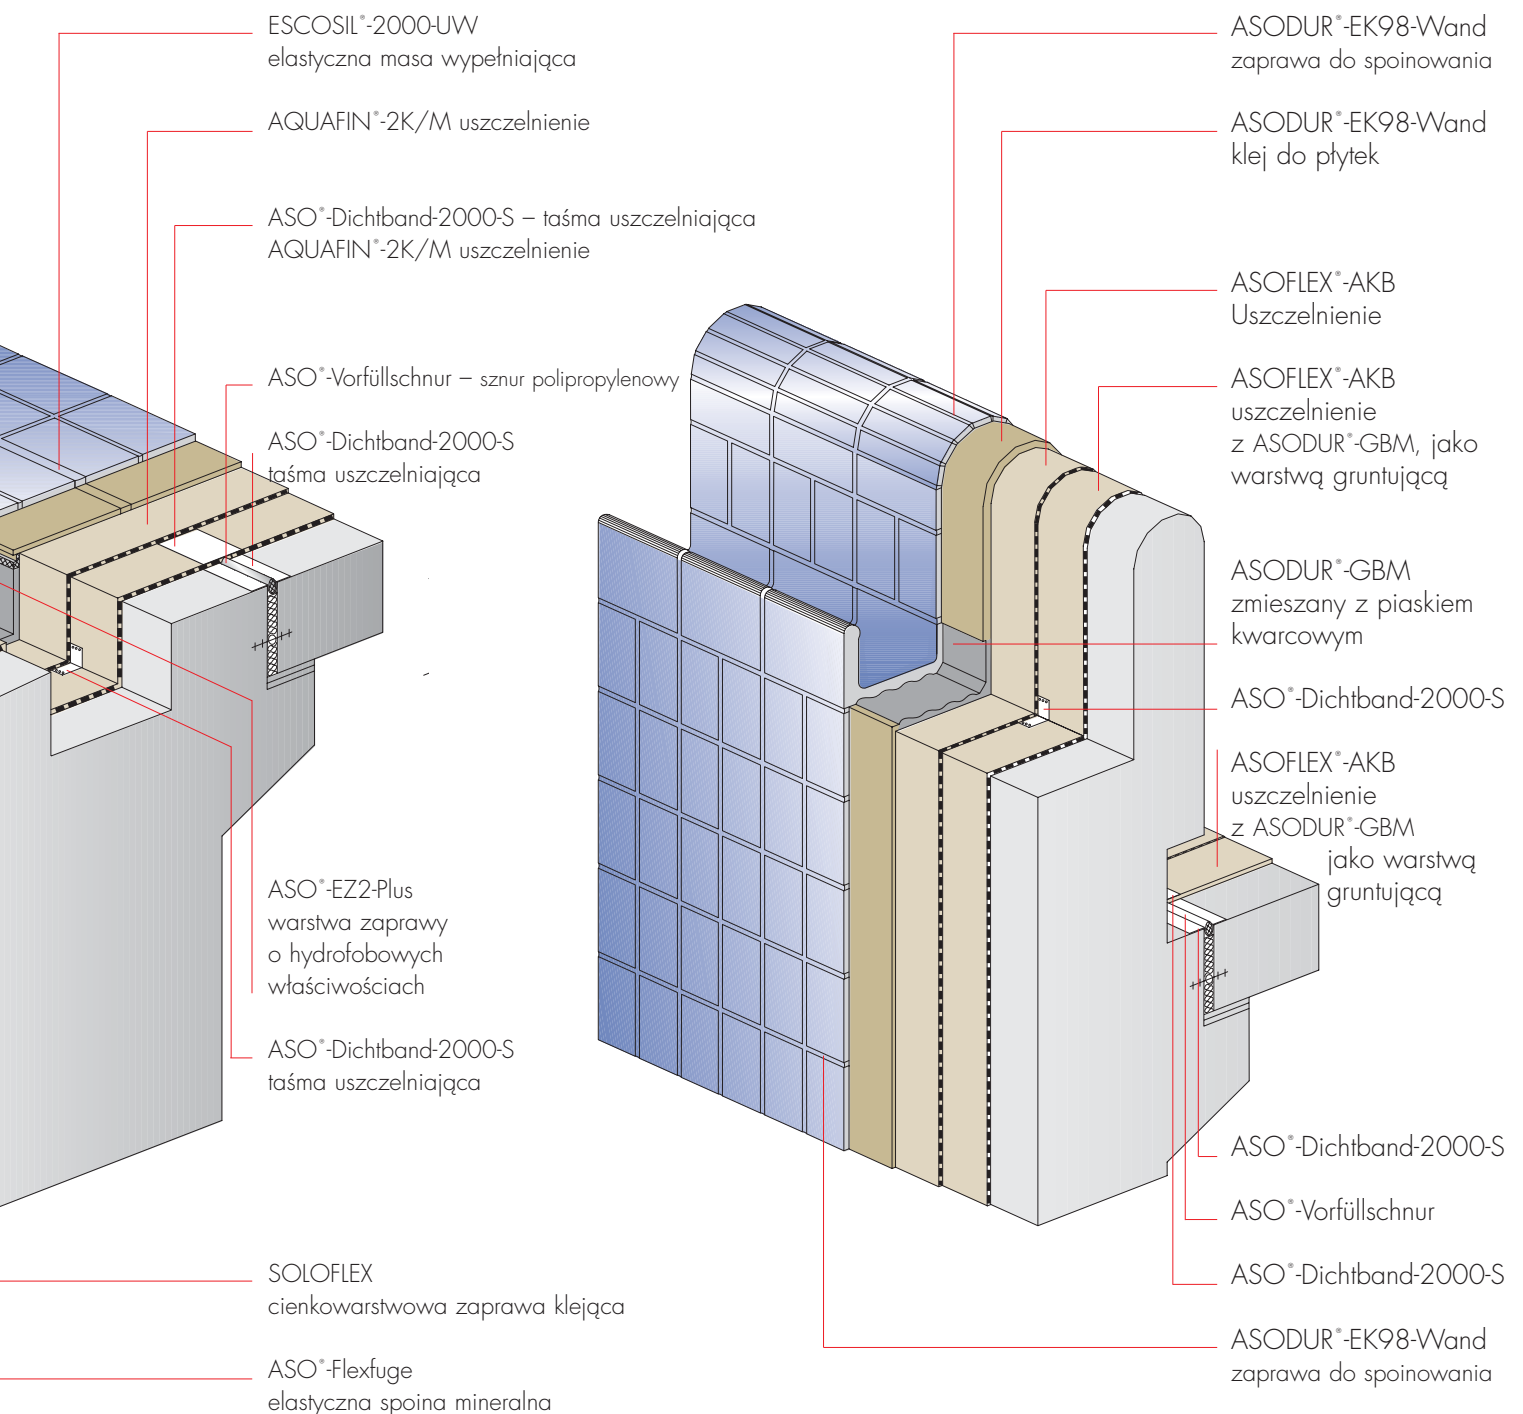 ESCOSIL®-2000-UW
elastyczna masa wypełniająca
AQUAFIN®-2K/M uszczelnienie
ASO®-Dichtband-2000-S – taśma uszczelniająca
AQUAFIN®-2K/M uszczelnienie
ASO®-Vorfüllschnur – sznur polipropylenowy
ASO®-Dichtband-2000-S
taśma uszczelniająca
ASO®-EZ2-Plus
warstwa zaprawy
o hydrofobowych
właściwościach
ASO®-Dichtband-2000-S
taśma uszczelniająca
SOLOFLEX
cienkowarstwowa zaprawa klejąca
ASO®-Flexfuge
elastyczna spoina mineralna
ASODUR®-EK98-Wand
zaprawa do spoinowania
ASODUR®-EK98-Wand
klej do płytek
ASOFLEX®-AKB
Uszczelnienie
ASOFLEX®-AKB
uszczelnienie
z ASODUR®-GBM, jako
warstwą gruntującą
ASODUR®-GBM
zmieszany z piaskiem
kwarcowym
ASO®-Dichtband-2000-S
ASOFLEX®-AKB
uszczelnienie
z ASODUR®-GBM
jako warstwą
gruntującą
ASO®-Dichtband-2000-S
ASO®-Vorfüllschnur
ASO®-Dichtband-2000-S
ASODUR®-EK98-Wand
zaprawa do spoinowania